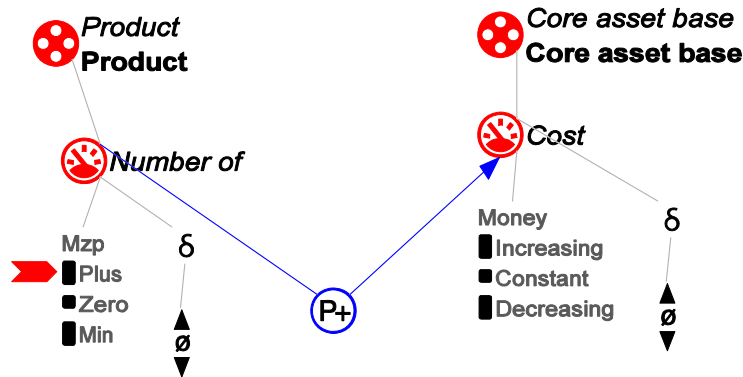 Product
Product
Number of
Mzp
Plus
Zero
Min
δ
ø
P+
Core asset base
Core asset base
Cost
Money
Increasing
Constant
Decreasing
δ
ø